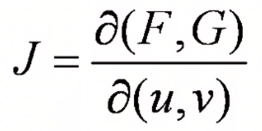 J = ∂(F,G) / ∂(u,v)